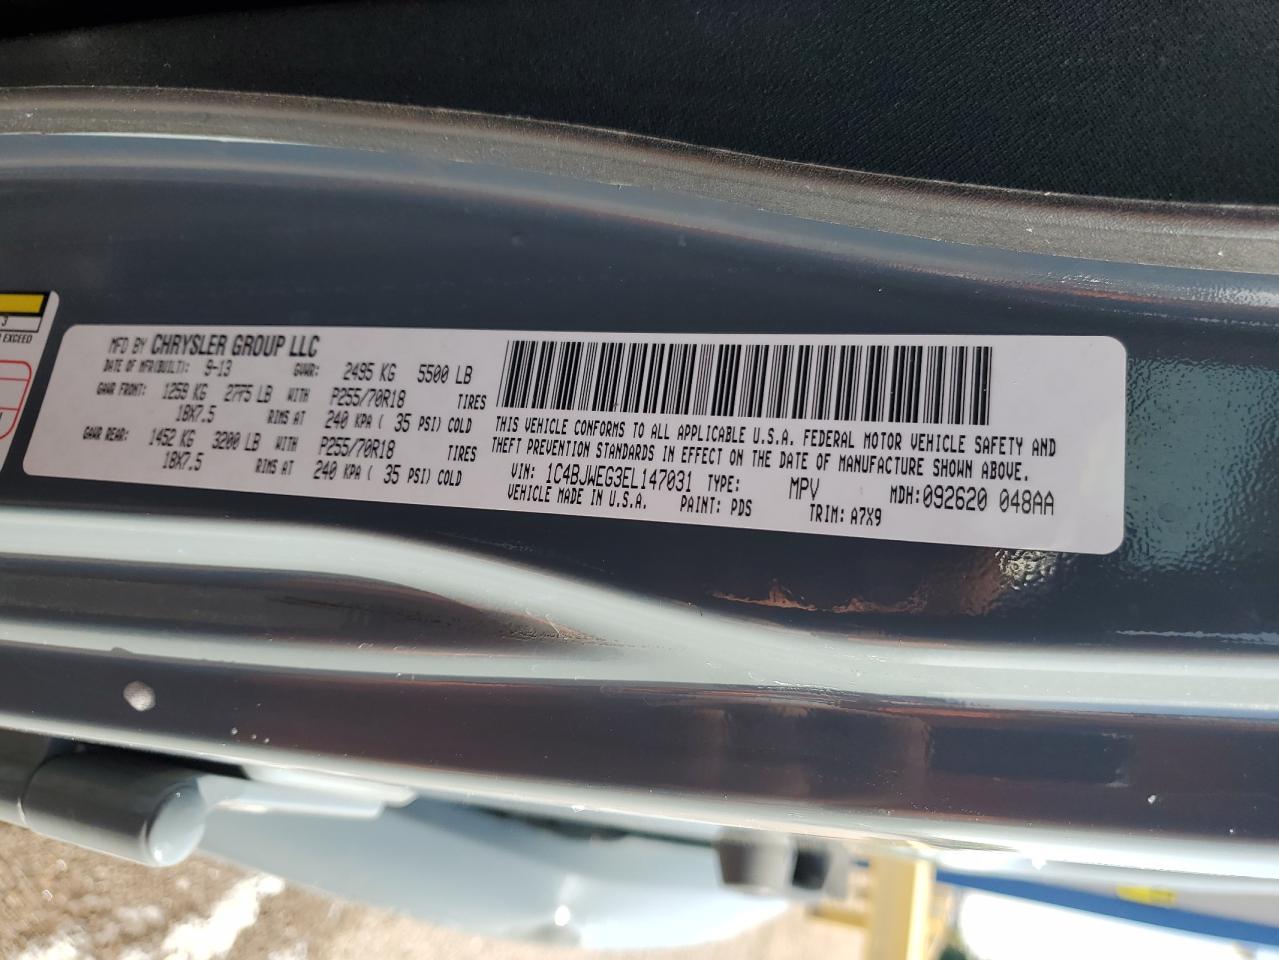 3
EXCEED
MFD BY CHRYSLER GROUP LLC
DATE OF MFR(BUILT): 9-13 GVWR: 2495 KG 5500 LB
GAWR FRONT: 1259 KG 2775 LB WITH P255/70R18 TIRES
18X7.5 RIMS AT 240 KPA ( 35 PSI) COLD
GAWR REAR: 1452 KG 3200 LB WITH P255/70R18 TIRES
18X7.5 RIMS AT 240 KPA ( 35 PSI) COLD
THIS VEHICLE CONFORMS TO ALL APPLICABLE U.S.A. FEDERAL MOTOR VEHICLE SAFETY AND
THEFT PREVENTION STANDARDS IN EFFECT ON THE DATE OF MANUFACTURE SHOWN ABOVE.
VIN: 1C4BJWEG3EL147031 TYPE: MPV MDH:092620 048AA
VEHICLE MADE IN U.S.A. PAINT: PDS TRIM: A7X9